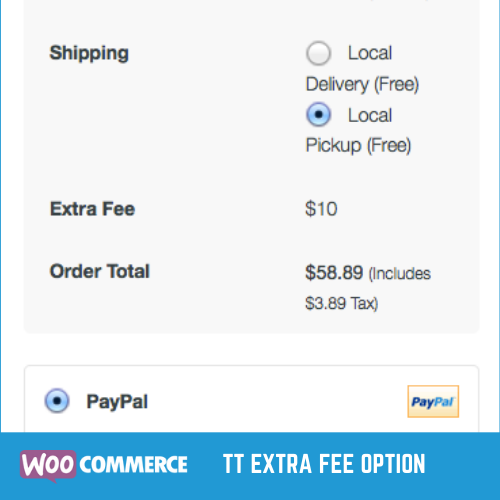 Shipping
Local
Delivery (Free)
Local
Pickup (Free)
Extra Fee $10
Order Total $58.89 (Includes
$3.89 Tax)
PayPal PayPal
WOO COMMERCE TT EXTRA FEE OPTION